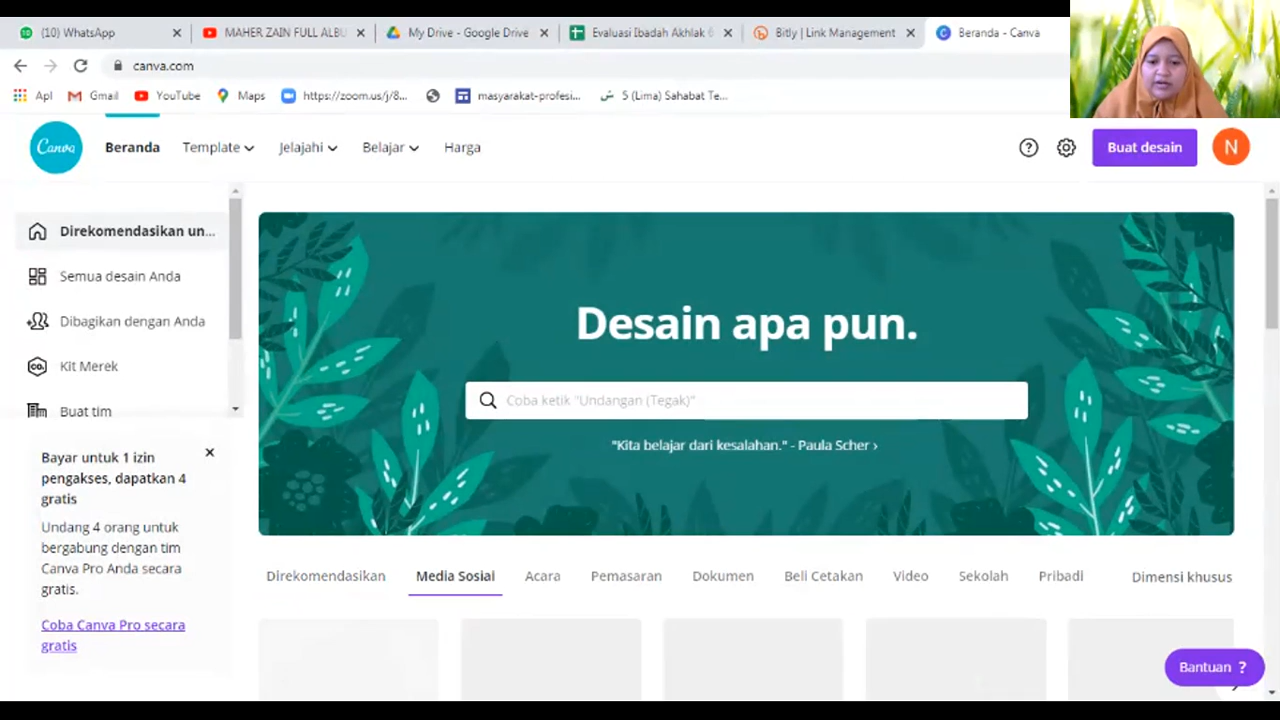 (10) WhatsApp
MAHER ZAIN FULL ALBU
My Drive - Google Drive
Evaluasi Ibadah Akhlak 6
Bitly | Link Management
Beranda - Canva
canva.com
Apl
Gmail
YouTube
Maps
https://zoom.us/j/8...
masyarakat-profesi...
5 (Lima) Sahabat Te...
Canva
Beranda
Template
Jelajahi
Belajar
Harga
Buat desain
N
Direkomendasikan un...
Semua desain Anda
Dibagikan dengan Anda
CO.
Kit Merek
Buat tim
Bayar untuk 1 izin
pengakses, dapatkan 4
gratis
Undang 4 orang untuk
bergabung dengan tim
Canva Pro Anda secara
gratis.
Coba Canva Pro secara
gratis
Desain apa pun.
Coba ketik "Undangan (Tegak)"
"Kita belajar dari kesalahan." - Paula Scher ›
Direkomendasikan
Media Sosial
Acara
Pemasaran
Dokumen
Beli Cetakan
Video
Sekolah
Pribadi
Dimensi khusus
Bantuan ?